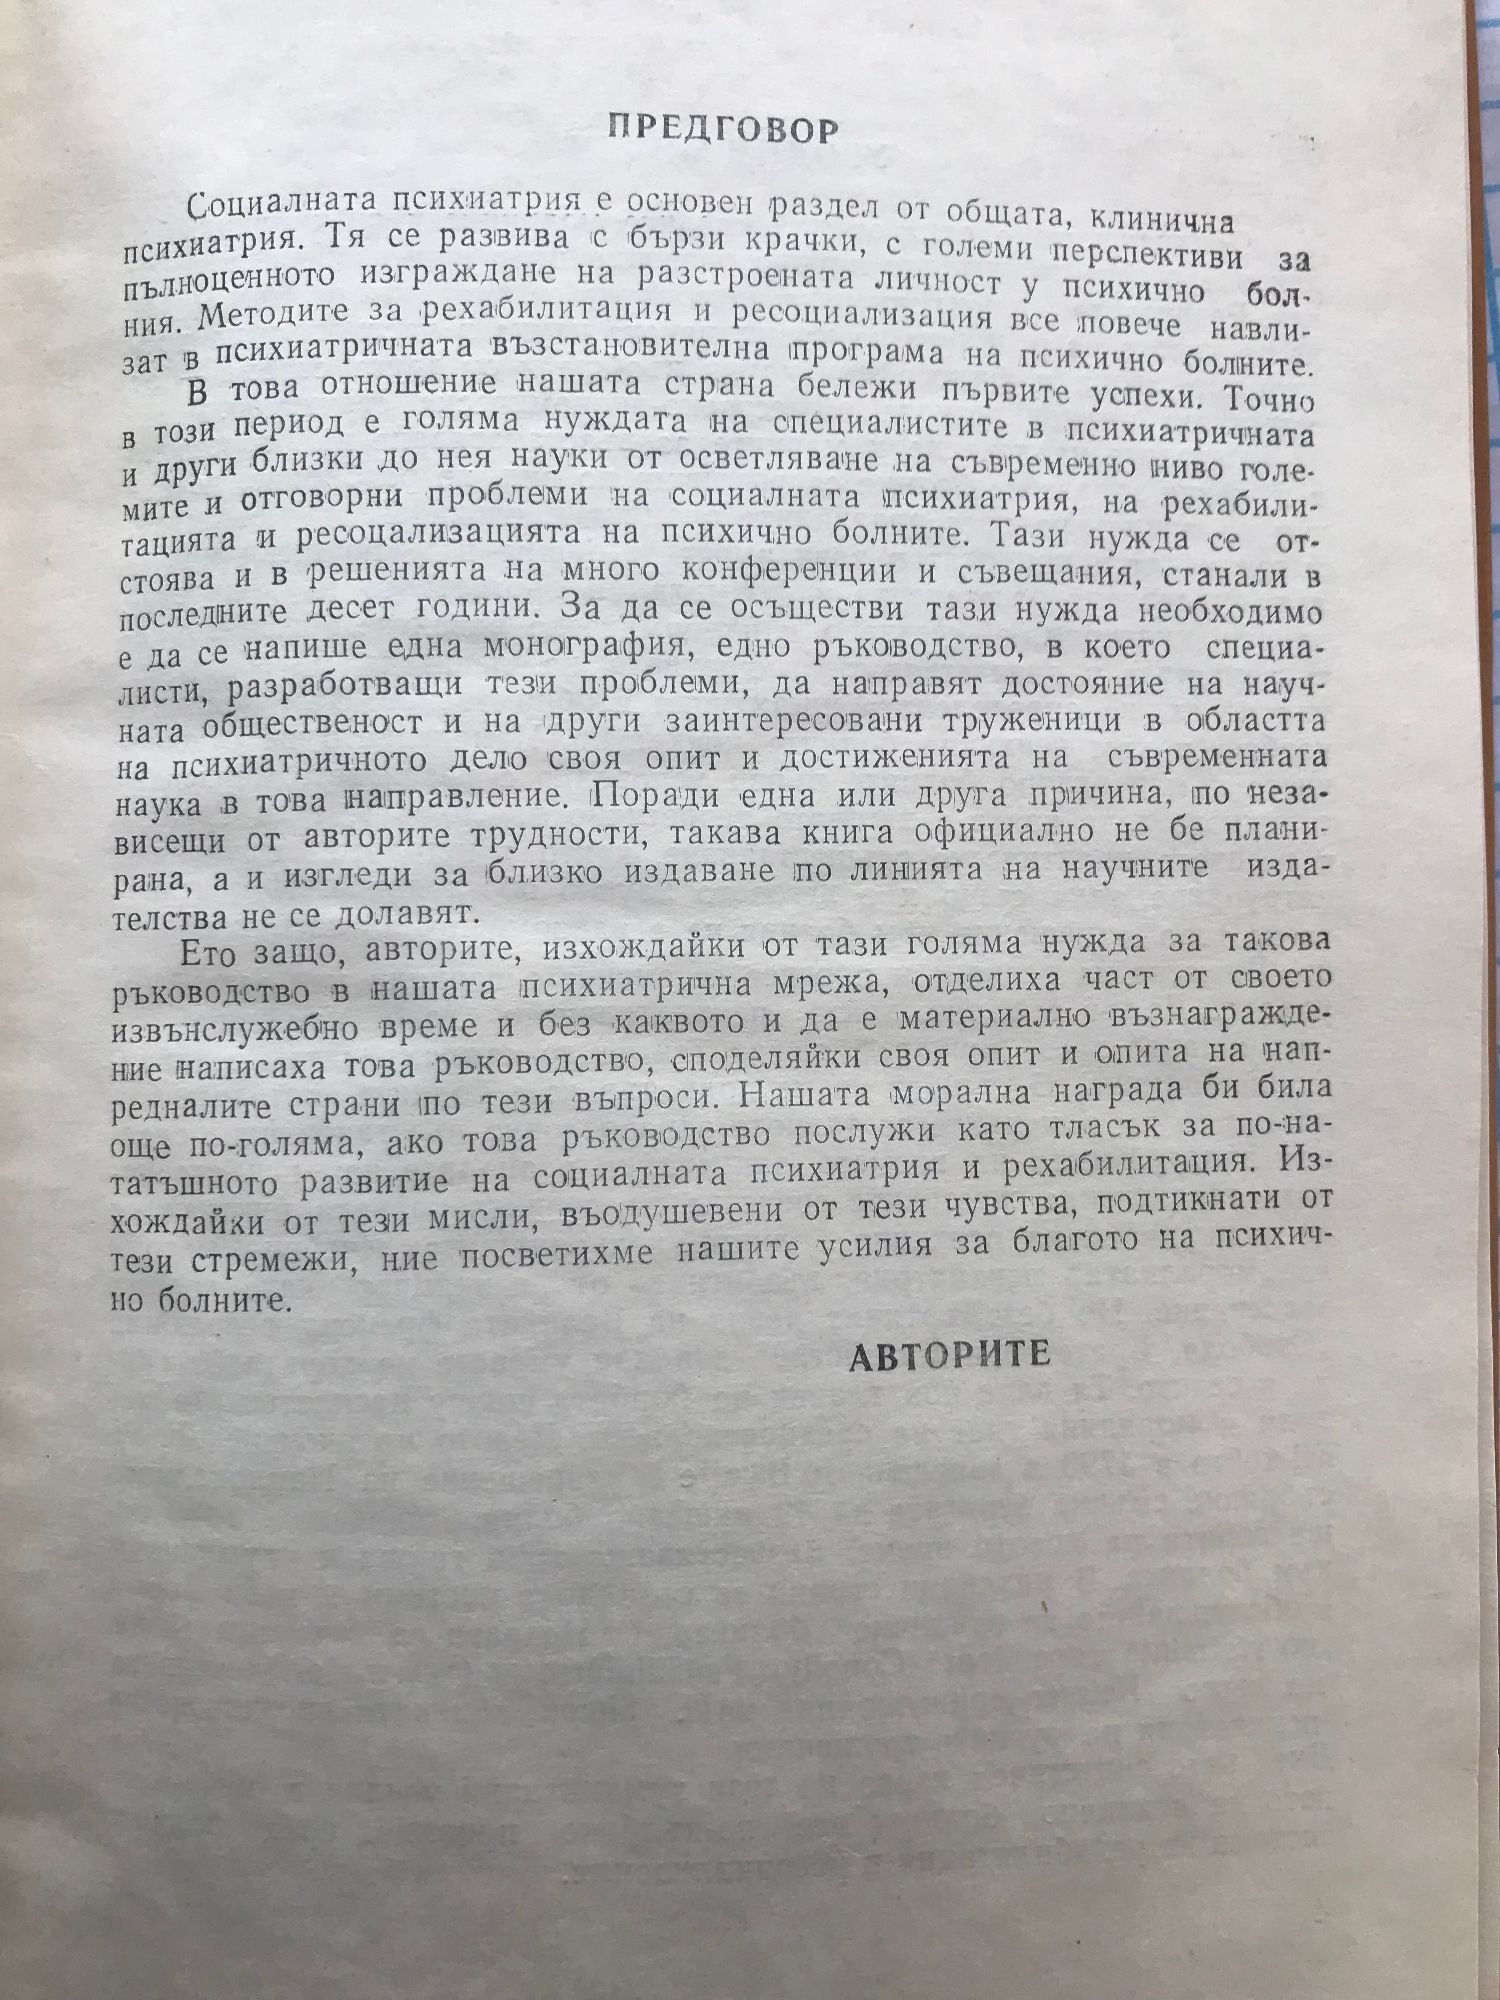 ПРЕДГОВОР
Социалната психиатрия е основен раздел от общата, клинична
психиатрия. Тя се развива с бързи крачки, с големи перспективи за
пълноценното изграждане на разстроената личност у психично бол-
ния. Методите за рехабилитация и ресоциализация все повече навли-
зат в психиатричната възстановителна програма на психично болните.
В това отношение нашата страна бележи първите успехи. Точно
в този период е голяма нуждата на специалистите в психиатричната
и други близки до нея науки от осветляване на съвременно ниво голе-
мите и отговорни проблеми на социалната психиатрия, на рехабили-
тацията и ресоцализацията на психично болните. Тази нужда се от-
стоява и в решенията на много конференции и съвещания, станали в
последните десет години. За да се осъществи тази нужда необходимо
е да се напише една монография, едно ръководство, в което специа-
листи, разработващи тези проблеми, да направят достояние на науч-
ната общественост и на други заинтересовани труженици в областта
на психиатричното дело своя опит и достиженията на съвременната
наука в това направление. Поради една или друга причина, по неза-
висещи от авторите трудности, такава книга официално не бе плани-
рана, а и изгледи за близко издаване по линията на научните изда-
телства не се долавят.
Ето защо, авторите, изхождайки от тази голяма нужда за такова
ръководство в нашата психиатрична мрежа, отделиха част от своето
извънслужебно време и без каквото и да е материално възнагражде-
ние написаха това ръководство, споделяйки своя опит и опита на нап-
редналите страни по тези въпроси. Нашата морална награда би била
още по-голяма, ако това ръководство послужи като тласък за по-на-
татъшното развитие на социалната психиатрия и рехабилитация. Из-
хождайки от тези мисли, въодушевени от тези чувства, подтикнати от
тези стремежи, ние посветихме нашите усилия за благото на психич-
но болните.
АВТОРИТЕ